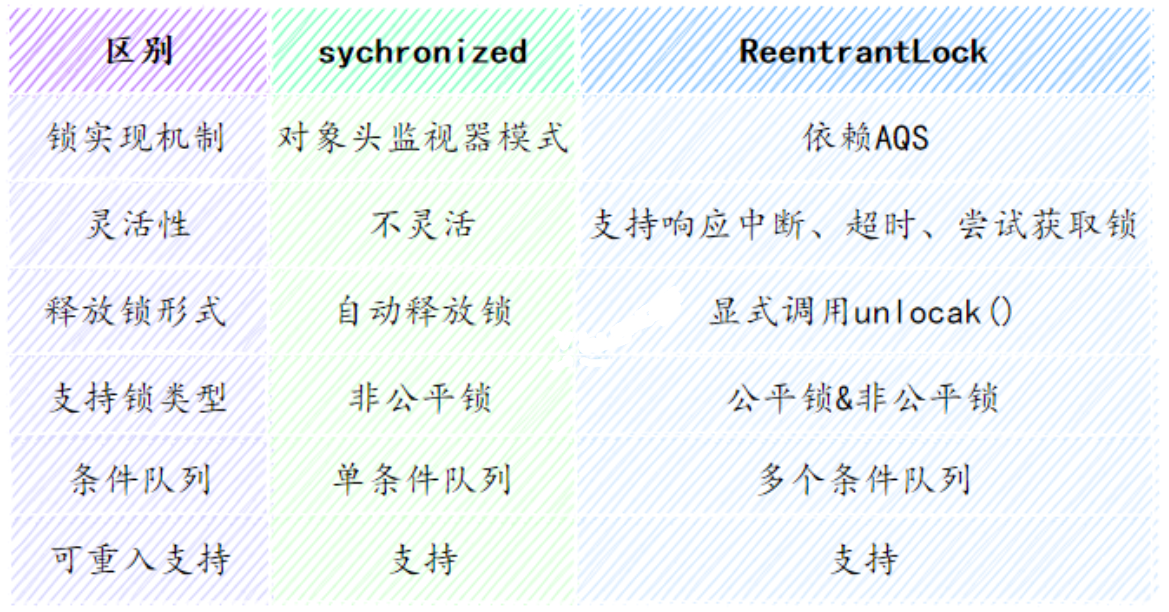 区别 sychronized ReentrantLock
锁实现机制 对象头监视器模式 依赖AQS
灵活性 不灵活 支持响应中断、超时、尝试获取锁
释放锁形式 自动释放锁 显式调用unlocak()
支持锁类型 非公平锁 公平锁&非公平锁
条件队列 单条件队列 多个条件队列
可重入支持 支持 支持